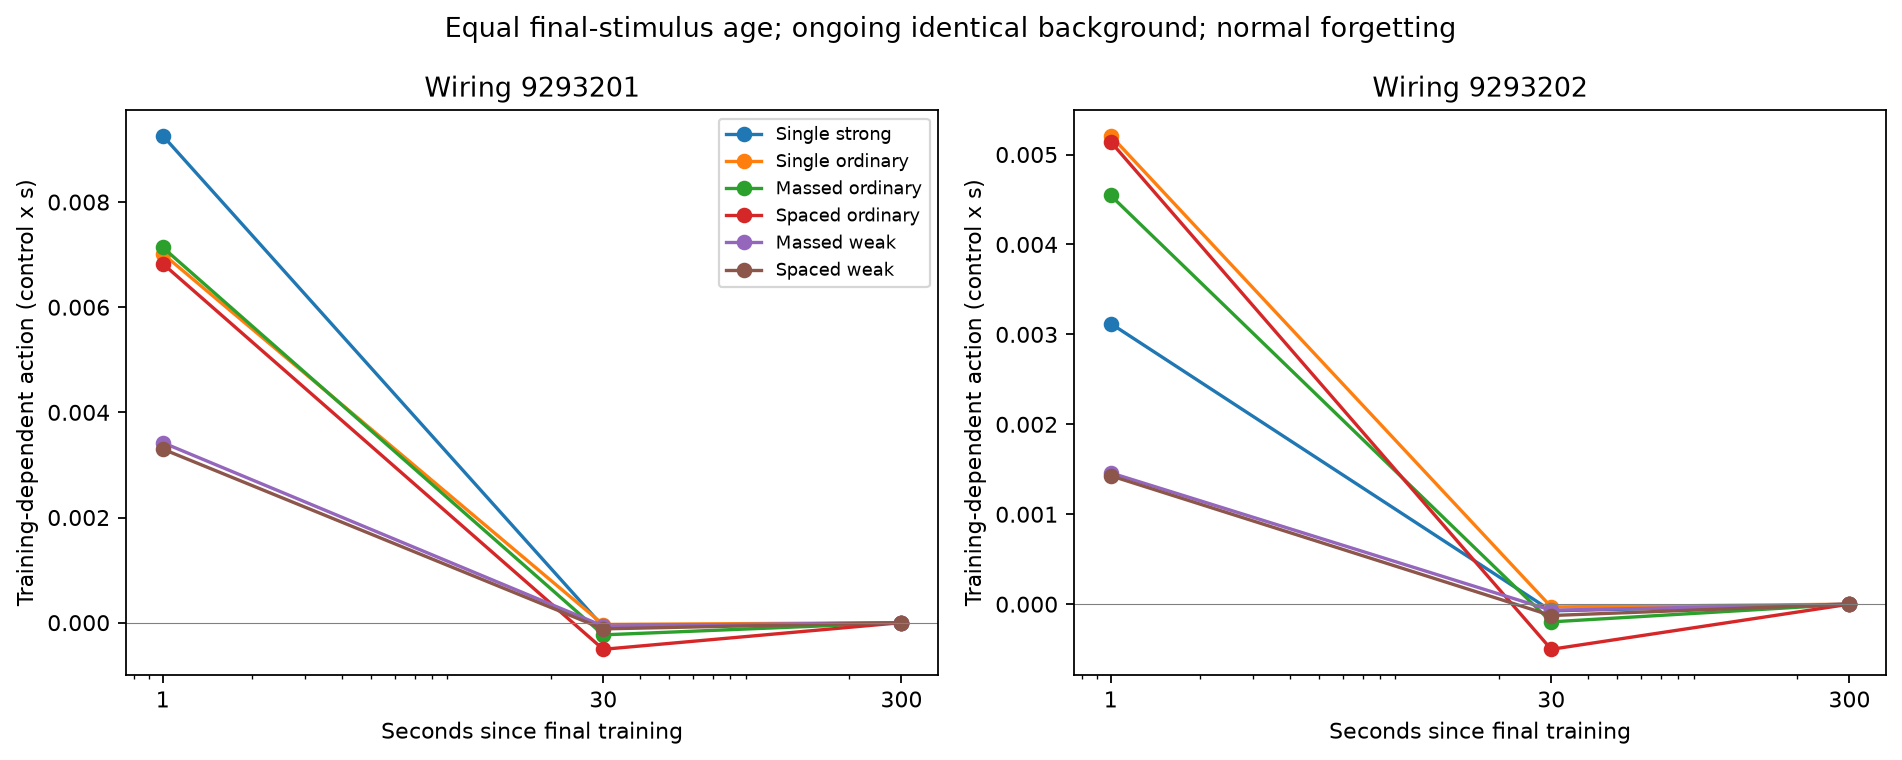 Equal final-stimulus age; ongoing identical background; normal forgetting
Wiring 9293201
Training-dependent action (control x s)
0.008
0.006
0.004
0.002
0.000
Single strong
Single ordinary
Massed ordinary
Spaced ordinary
Massed weak
Spaced weak
1
30
300
Seconds since final training
Wiring 9293202
Training-dependent action (control x s)
0.005
0.004
0.003
0.002
0.001
0.000
1
30
300
Seconds since final training